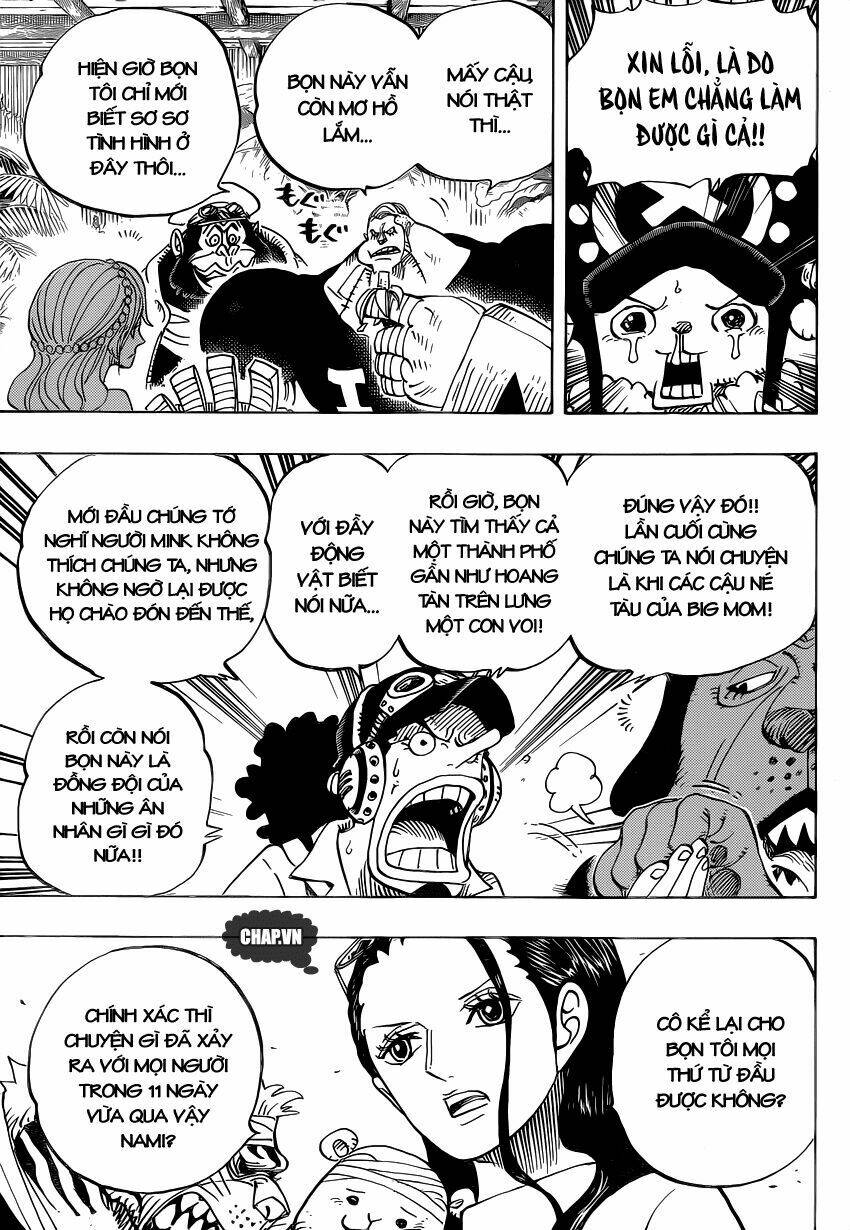 XIN LỖI, LÀ DO
BỌN EM CHẲNG LÀM
ĐƯỢC GÌ CẢ!!
MẤY CẬU,
NÓI THẬT
THÌ...
BỌN NÀY VẪN
CÒN MƠ HỒ
LẮM...
HIỆN GIỜ BỌN
TÔI CHỈ MỚI
BIẾT SƠ SƠ
TÌNH HÌNH Ở
ĐÂY THÔI...
もぐ
もぐ
I
ĐÚNG VẬY ĐÓ!!
LẦN CUỐI CÙNG
CHÚNG TA NÓI CHUYỆN
LÀ KHI CÁC CẬU NÉ
TÀU CỦA BIG MOM!
RỒI GIỜ, BỌN
NÀY TÌM THẤY CẢ
MỘT THÀNH PHỐ
GẦN NHƯ HOANG
TÀN TRÊN LƯNG
MỘT CON VOI!
VỚI ĐẦY
ĐỘNG
VẬT BIẾT
NÓI NỮA...
MỚI ĐẦU CHÚNG TỚ
NGHĨ NGƯỜI MINK KHÔNG
THÍCH CHÚNG TA, NHƯNG
KHÔNG NGỜ LẠI ĐƯỢC
HỌ CHÀO ĐÓN ĐẾN THẾ,
RỒI CÒN NÓI
BỌN NÀY LÀ
ĐỒNG ĐỘI CỦA
NHỮNG ÂN
NHÂN GÌ GÌ ĐÓ
NỮA!!
CHAP.VN
CÔ KỂ LẠI CHO
BỌN TÔI MỌI
THỨ TỪ ĐẦU
ĐƯỢC KHÔNG?
CHÍNH XÁC THÌ
CHUYỆN GÌ ĐÃ XẢY
RA VỚI MỌI NGƯỜI
TRONG 11 NGÀY
VỪA QUA VẬY
NAMI?